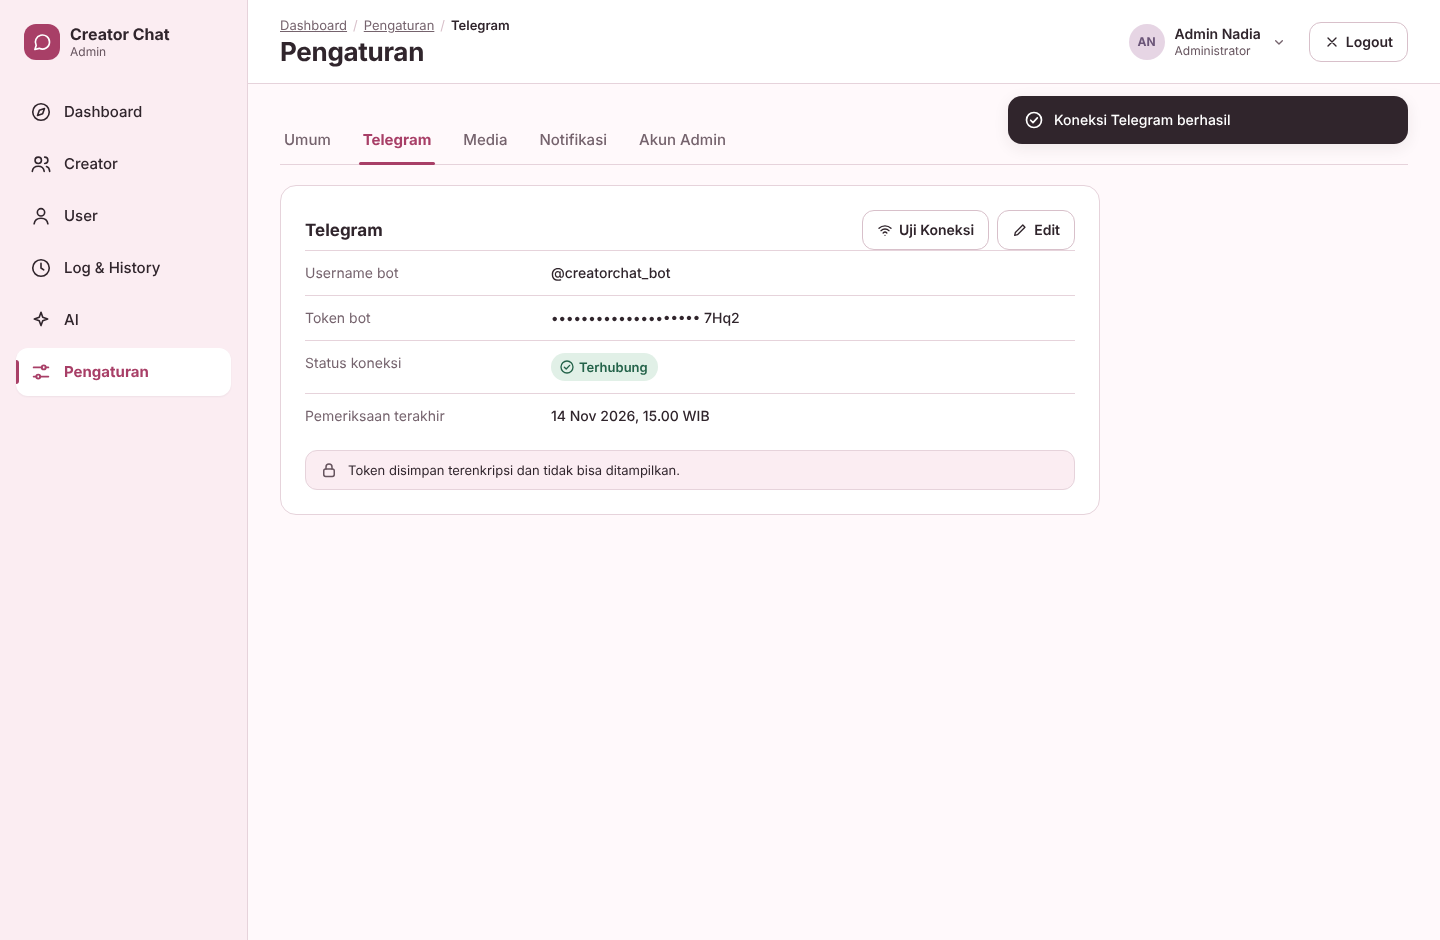 Creator Chat
Admin
Dashboard
Creator
User
Log & History
AI
Pengaturan
Dashboard / Pengaturan / Telegram
Pengaturan
AN
Admin Nadia
Administrator
Logout
Koneksi Telegram berhasil
Umum Telegram Media Notifikasi Akun Admin
Telegram
Uji Koneksi
Edit
Username bot @creatorchat_bot
Token bot •••••••••••••••••••• 7Hq2
Status koneksi Terhubung
Pemeriksaan terakhir 14 Nov 2026, 15.00 WIB
Token disimpan terenkripsi dan tidak bisa ditampilkan.